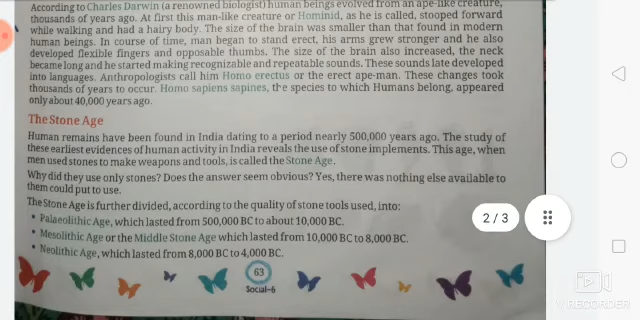 According to Charles Darwin (a renowned biologist) human beings evolved from an ape-like creature,
thousands of years ago. At first this man-like creature or Hominid, as he is called, stooped forward
while walking and had a hairy body. The size of the brain was smaller than that found in modern
human beings. In course of time, man began to stand erect, his arms grew stronger and he also
developed flexible fingers and opposable thumbs. The size of the brain also increased, the neck
became long and he started making recognizable and repeatable sounds. These sounds late developed
into languages. Anthropologists call him Homo erectus or the erect ape-man. These changes took
thousands of years to occur. Homo sapiens sapines, the species to which Humans belong, appeared
only about 40,000 years ago.
The Stone Age
Human remains have been found in India dating to a period nearly 500,000 years ago. The study of
these earliest evidences of human activity in India reveals the use of stone implements. This age, when
men used stones to make weapons and tools, is called the Stone Age.
Why did they use only stones? Does the answer seem obvious? Yes, there was nothing else available to
them could put to use.
The Stone Age is further divided, according to the quality of stone tools used, into:
• Palaeolithic Age, which lasted from 500,000 BC to about 10,000 BC.
• Mesolithic Age or the Middle Stone Age which lasted from 10,000 BC to 8,000 BC.
• Neolithic Age, which lasted from 8,000 BC to 4,000 BC.
63
Social-6
2 / 3
RECORDER